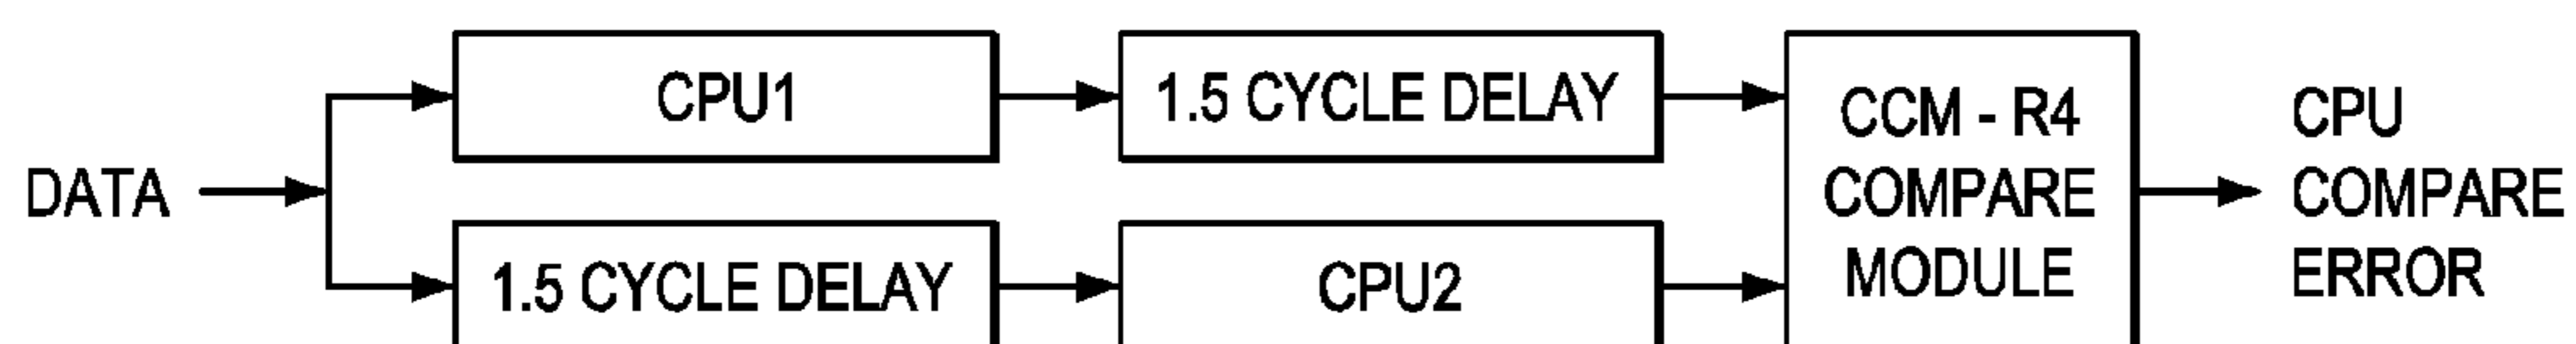 DATA
CPU1
1.5 CYCLE DELAY
1.5 CYCLE DELAY
CPU2
CCM - R4
COMPARE
MODULE
CPU
COMPARE
ERROR